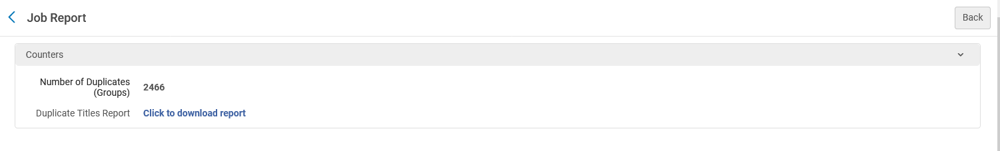 Job Report
Back
Counters
Number of Duplicates
(Groups)
2466
Duplicate Titles Report
Click to download report